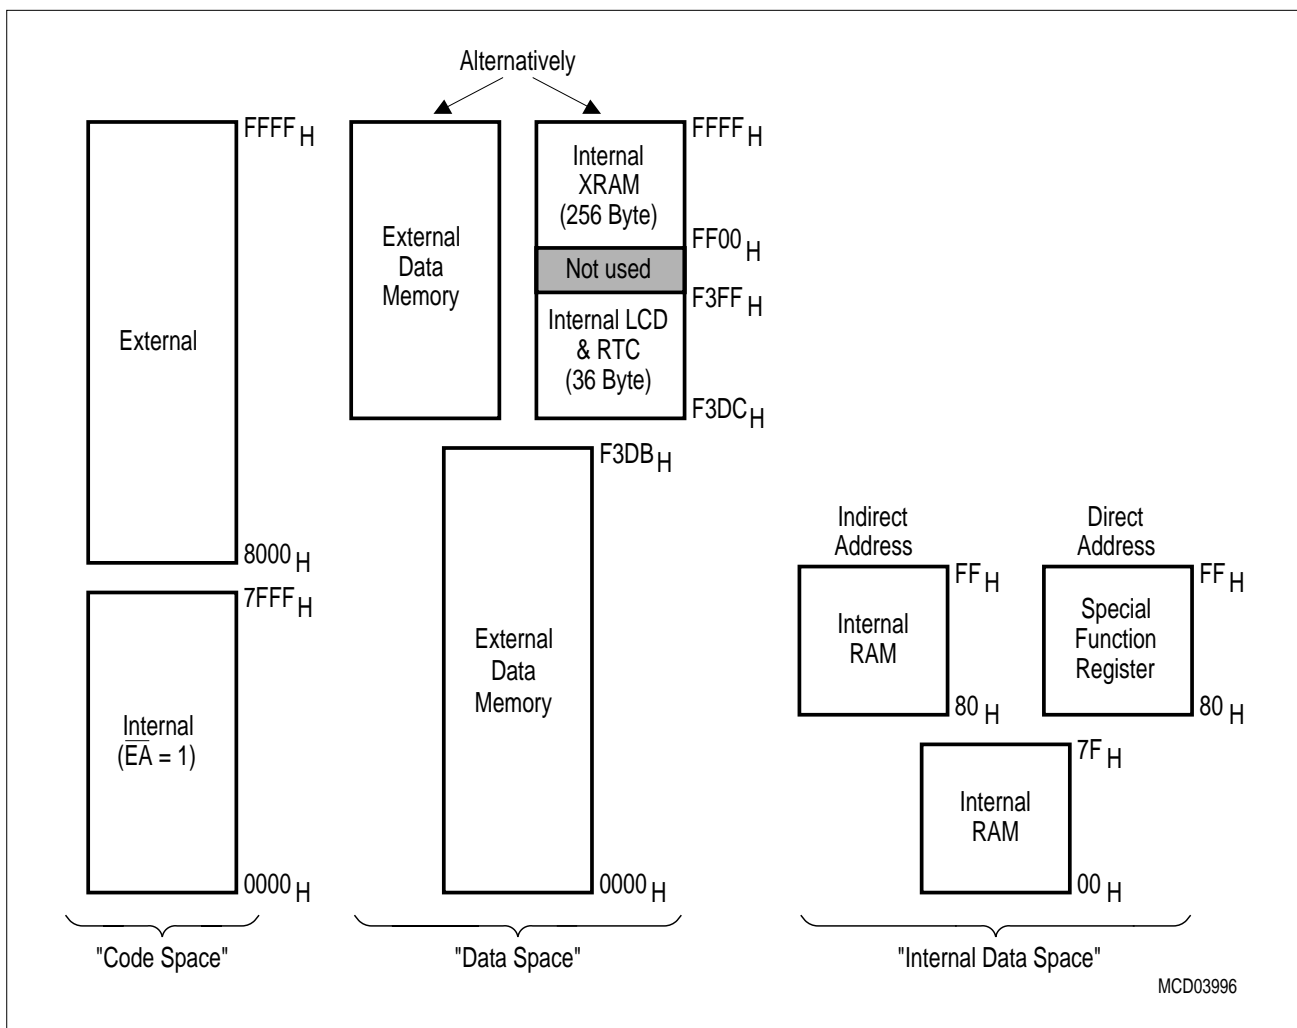 Alternatively
FFFF H
External
8000 H
7FFF H
Internal
(EA = 1)
0000 H
"Code Space"
External
Data
Memory
FFFF H
Internal
XRAM
(256 Byte)
FF00 H
Not used
F3FF H
Internal LCD
& RTC
(36 Byte)
F3DC H
F3DB H
External
Data
Memory
0000 H
"Data Space"
Indirect
Address
FF H
Internal
RAM
80 H
Direct
Address
FF H
Special
Function
Register
80 H
7F H
Internal
RAM
00 H
"Internal Data Space"
MCD03996